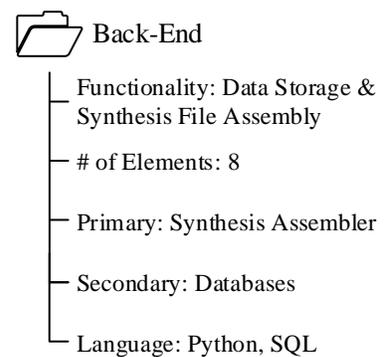 Back-End
Functionality: Data Storage &
Synthesis File Assembly
# of Elements: 8
Primary: Synthesis Assembler
Secondary: Databases
Language: Python, SQL